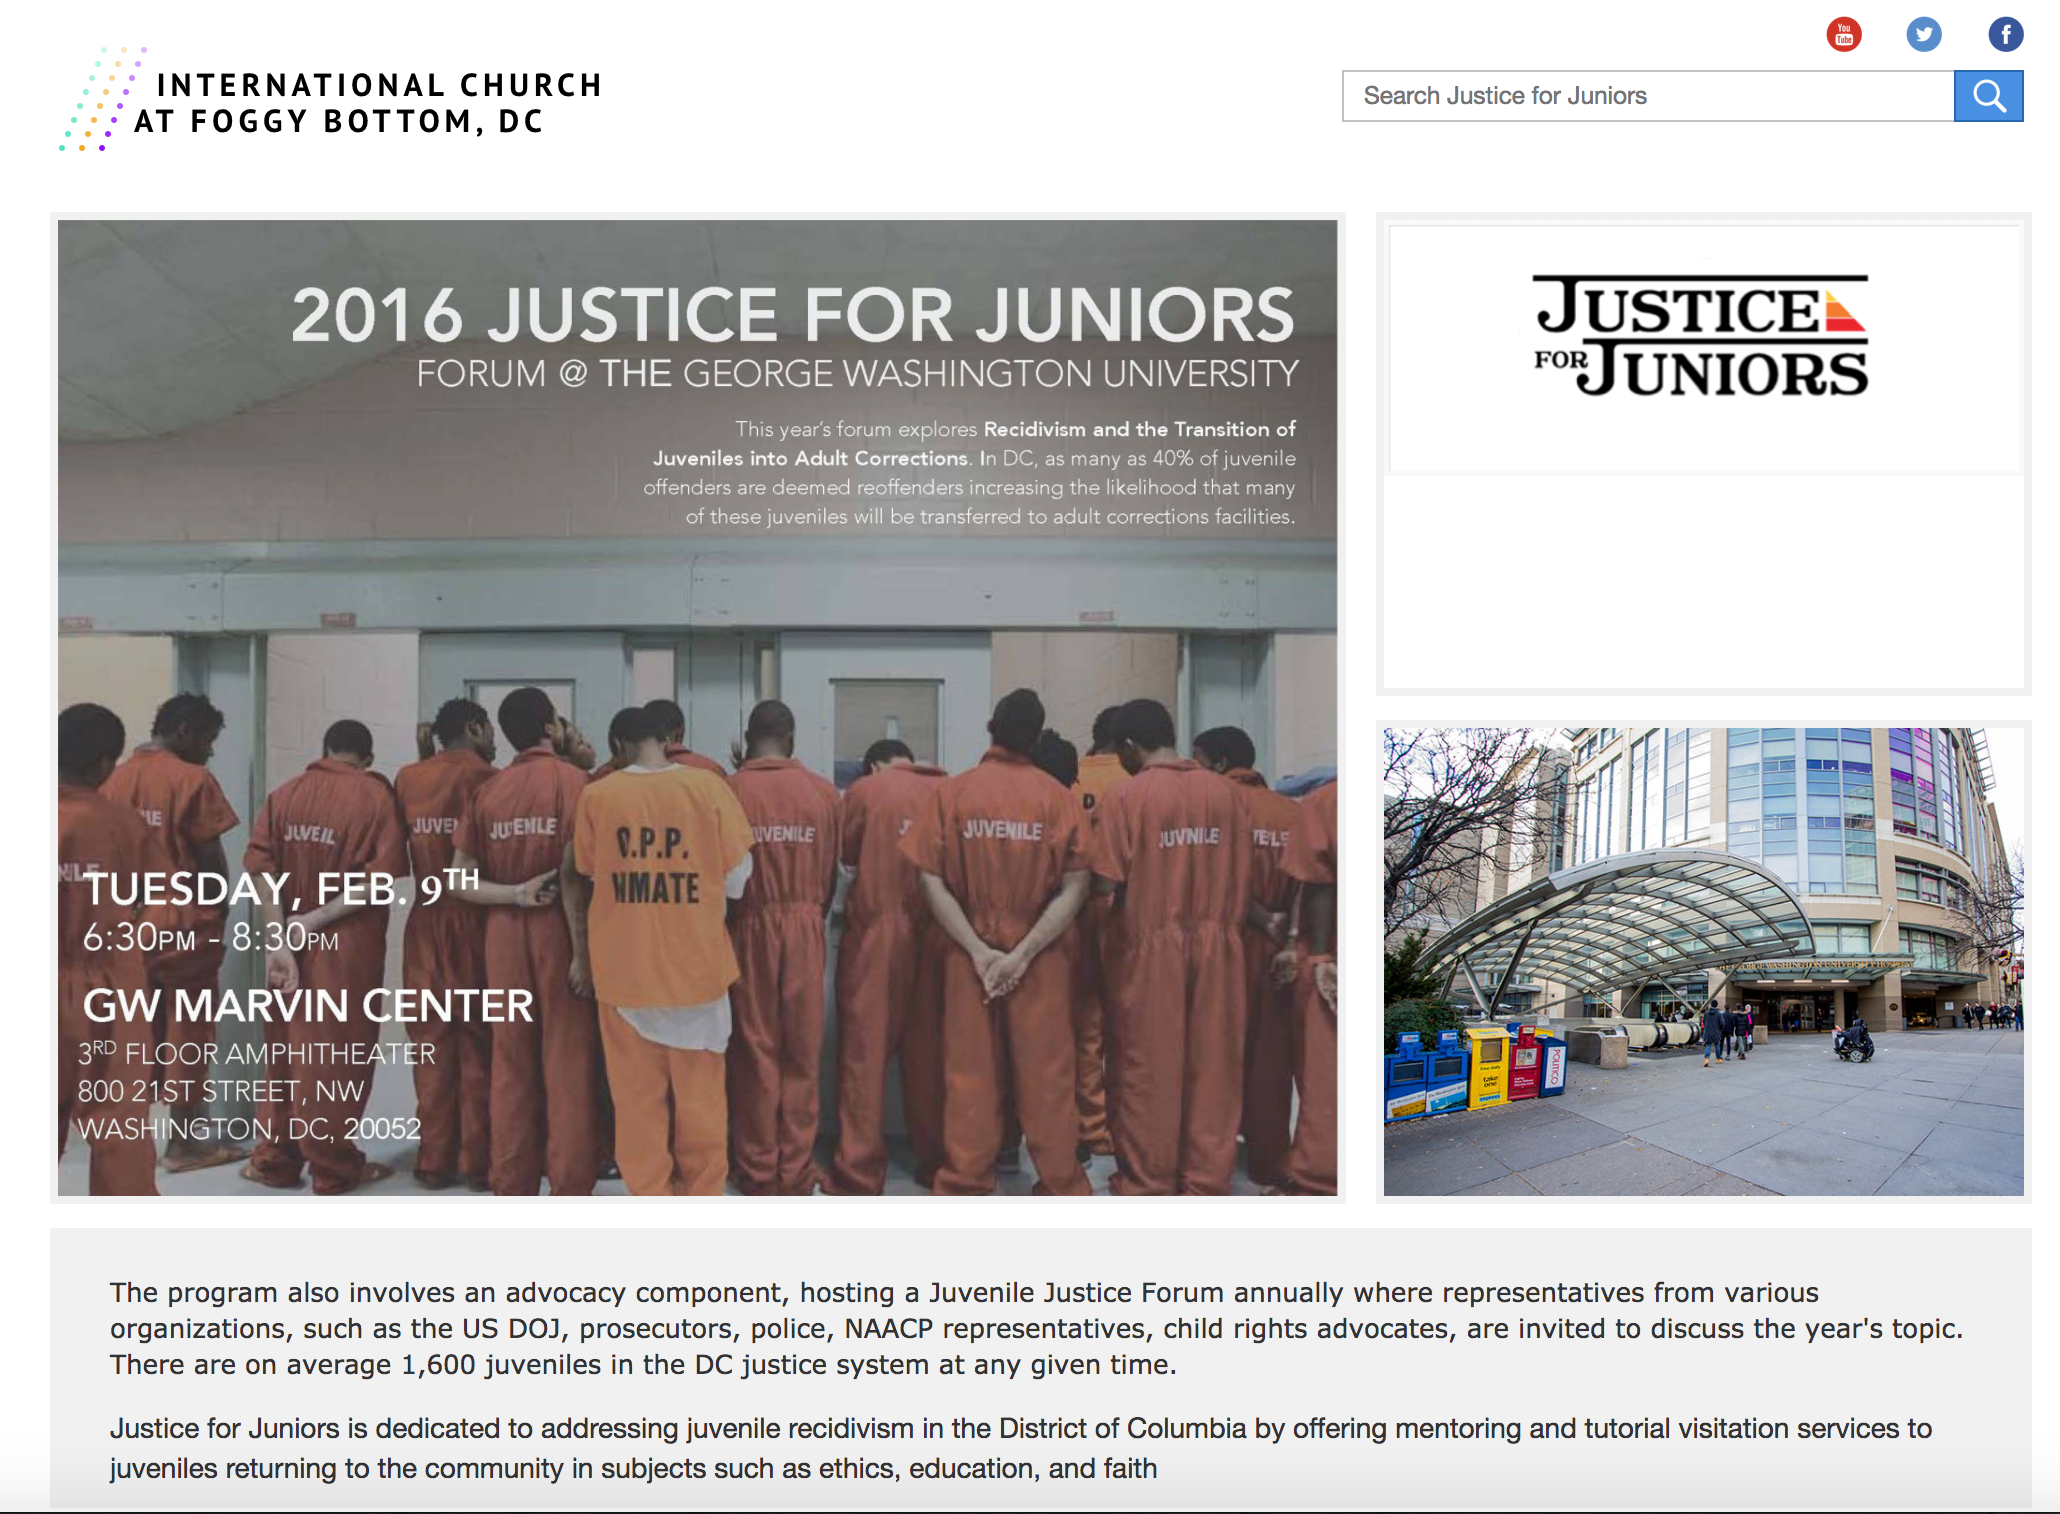 You
Tube
INTERNATIONAL CHURCH
AT FOGGY BOTTOM, DC
Search Justice for Juniors
2016 JUSTICE FOR JUNIORS
FORUM @ THE GEORGE WASHINGTON UNIVERSITY
This year's forum explores Recidivism and the Transition of
Juveniles into Adult Corrections. In DC, as many as 40% of juvenile
offenders are deemed reoffenders increasing the likelihood that many
of these juveniles will be transferred to adult corrections facilities.
JUVEIL
JUVENILE
JUVENILE
JUVNILE
O.P.P.
INMATE
TUESDAY, FEB. 9TH
6:30PM - 8:30PM
GW MARVIN CENTER
3RD FLOOR AMPHITHEATER
800 21ST STREET, NW
WASHINGTON, DC, 20052
JUSTICE
FOR JUNIORS
GEORGE WASHINGTON UNIVERSITY HOSPITAL
take
one
POLITICO
The program also involves an advocacy component, hosting a Juvenile Justice Forum annually where representatives from various
organizations, such as the US DOJ, prosecutors, police, NAACP representatives, child rights advocates, are invited to discuss the year's topic.
There are on average 1,600 juveniles in the DC justice system at any given time.
Justice for Juniors is dedicated to addressing juvenile recidivism in the District of Columbia by offering mentoring and tutorial visitation services to
juveniles returning to the community in subjects such as ethics, education, and faith